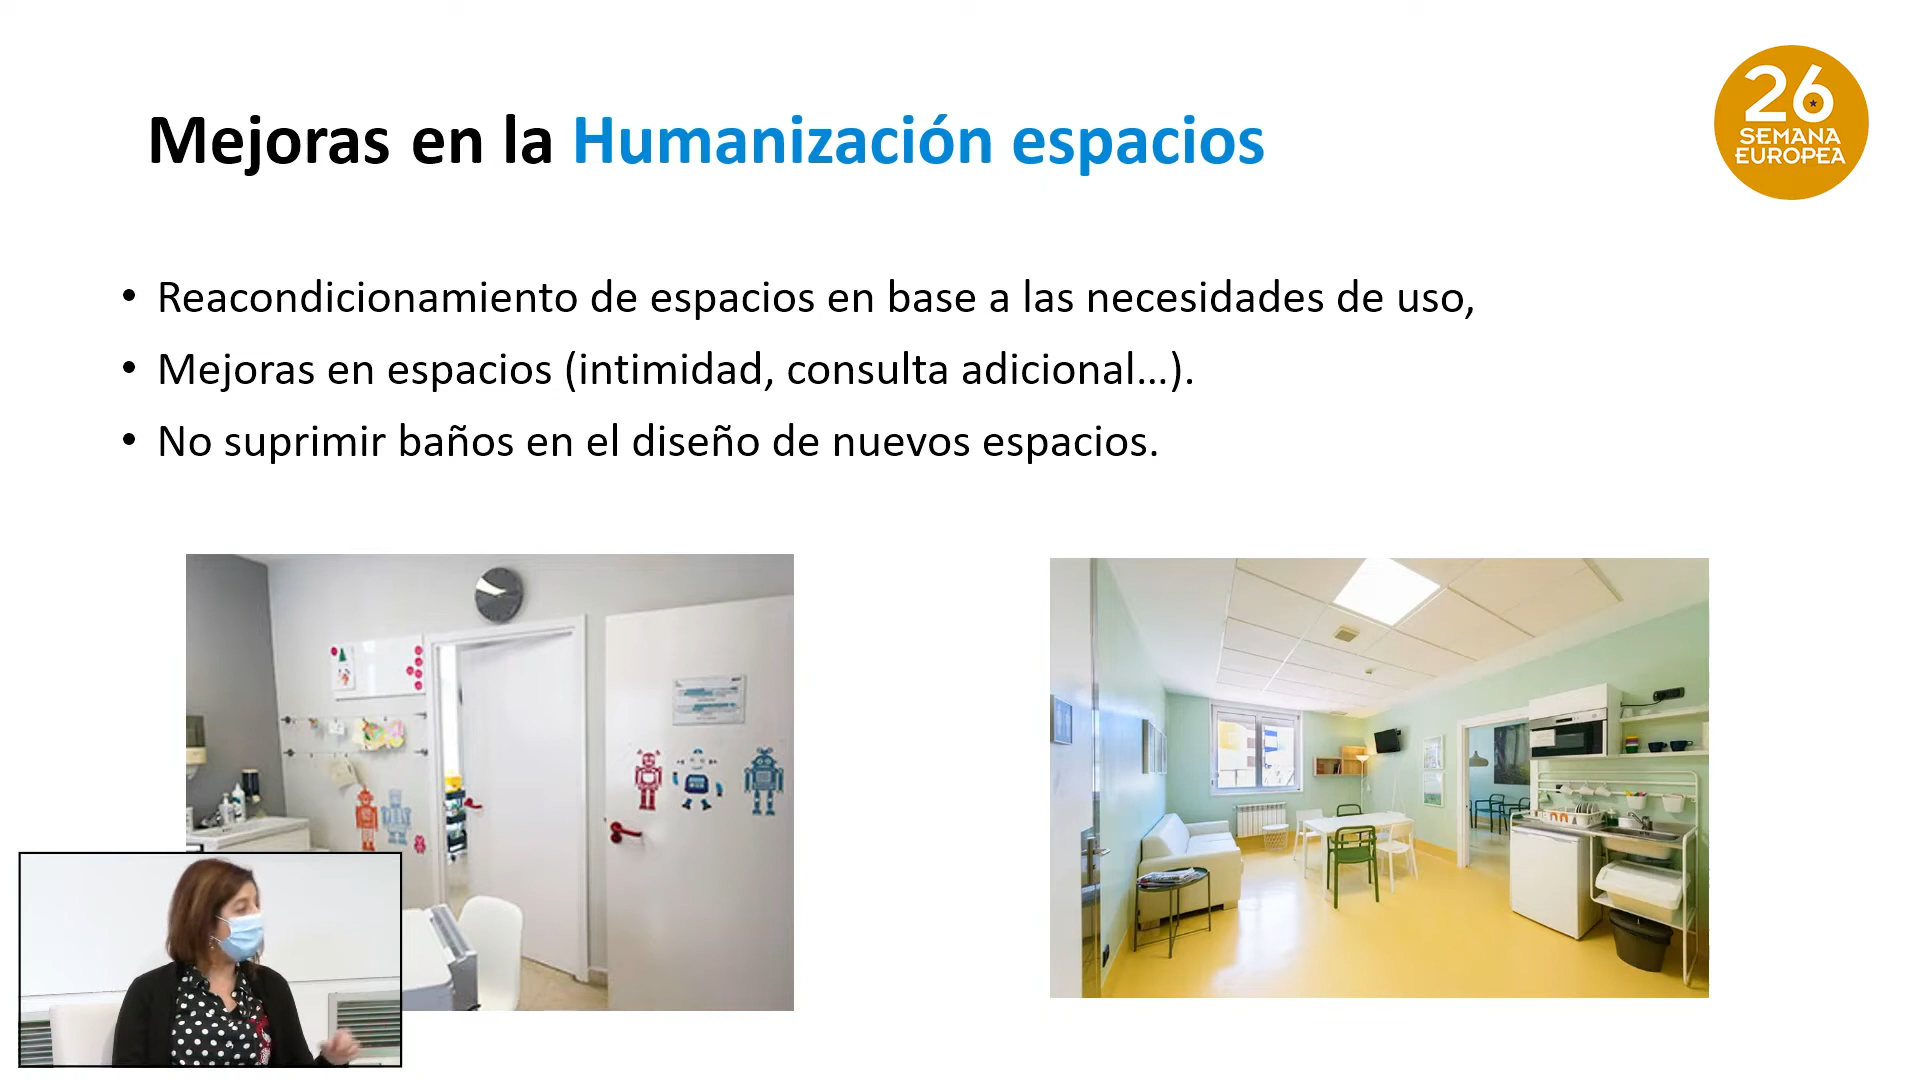 Mejoras en la Humanización espacios
26
SEMANA
EUROPEA
• Reacondicionamiento de espacios en base a las necesidades de uso,
• Mejoras en espacios (intimidad, consulta adicional…).
• No suprimir baños en el diseño de nuevos espacios.